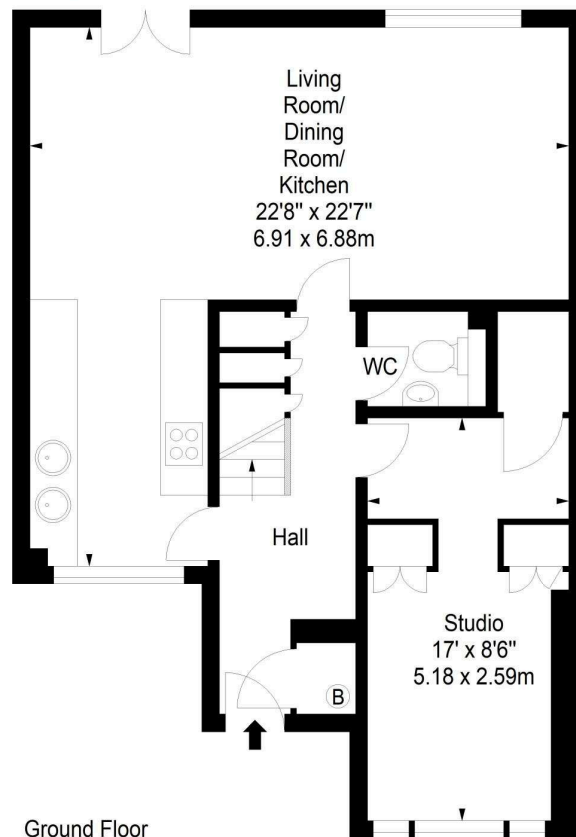 Living
Room/
Dining
Room/
Kitchen
22'8" x 22'7"
6.91 x 6.88m
WC
Hall
Studio
17' x 8'6"
5.18 x 2.59m
B
Ground Floor